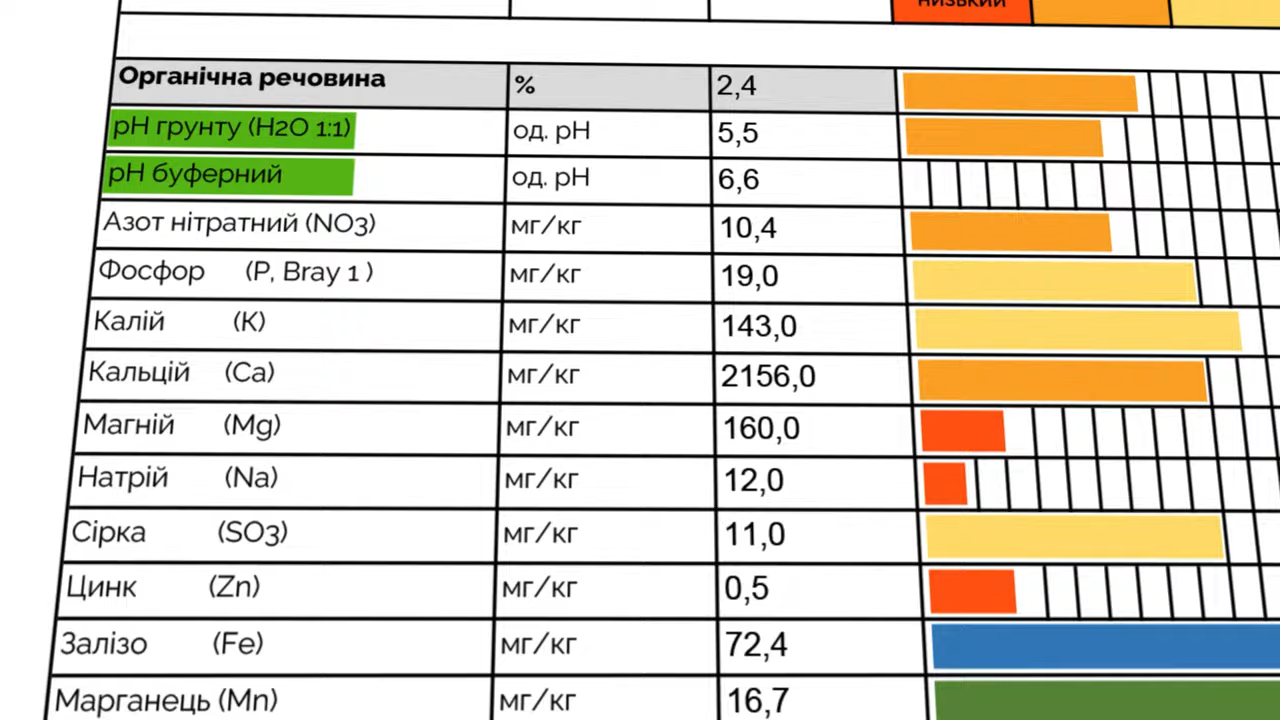 низький
Органічна речовина % 2,4
pH грунту (H2O 1:1) од. pH 5,5
pH буферний од. pH 6,6
Азот нітратний (NO3) мг/кг 10,4
Фосфор (P, Bray 1 ) мг/кг 19,0
Калій (K) мг/кг 143,0
Кальцій (Ca) мг/кг 2156,0
Магній (Mg) мг/кг 160,0
Натрій (Na) мг/кг 12,0
Сірка (SO3) мг/кг 11,0
Цинк (Zn) мг/кг 0,5
Залізо (Fe) мг/кг 72,4
Марганець (Mn) мг/кг 16,7